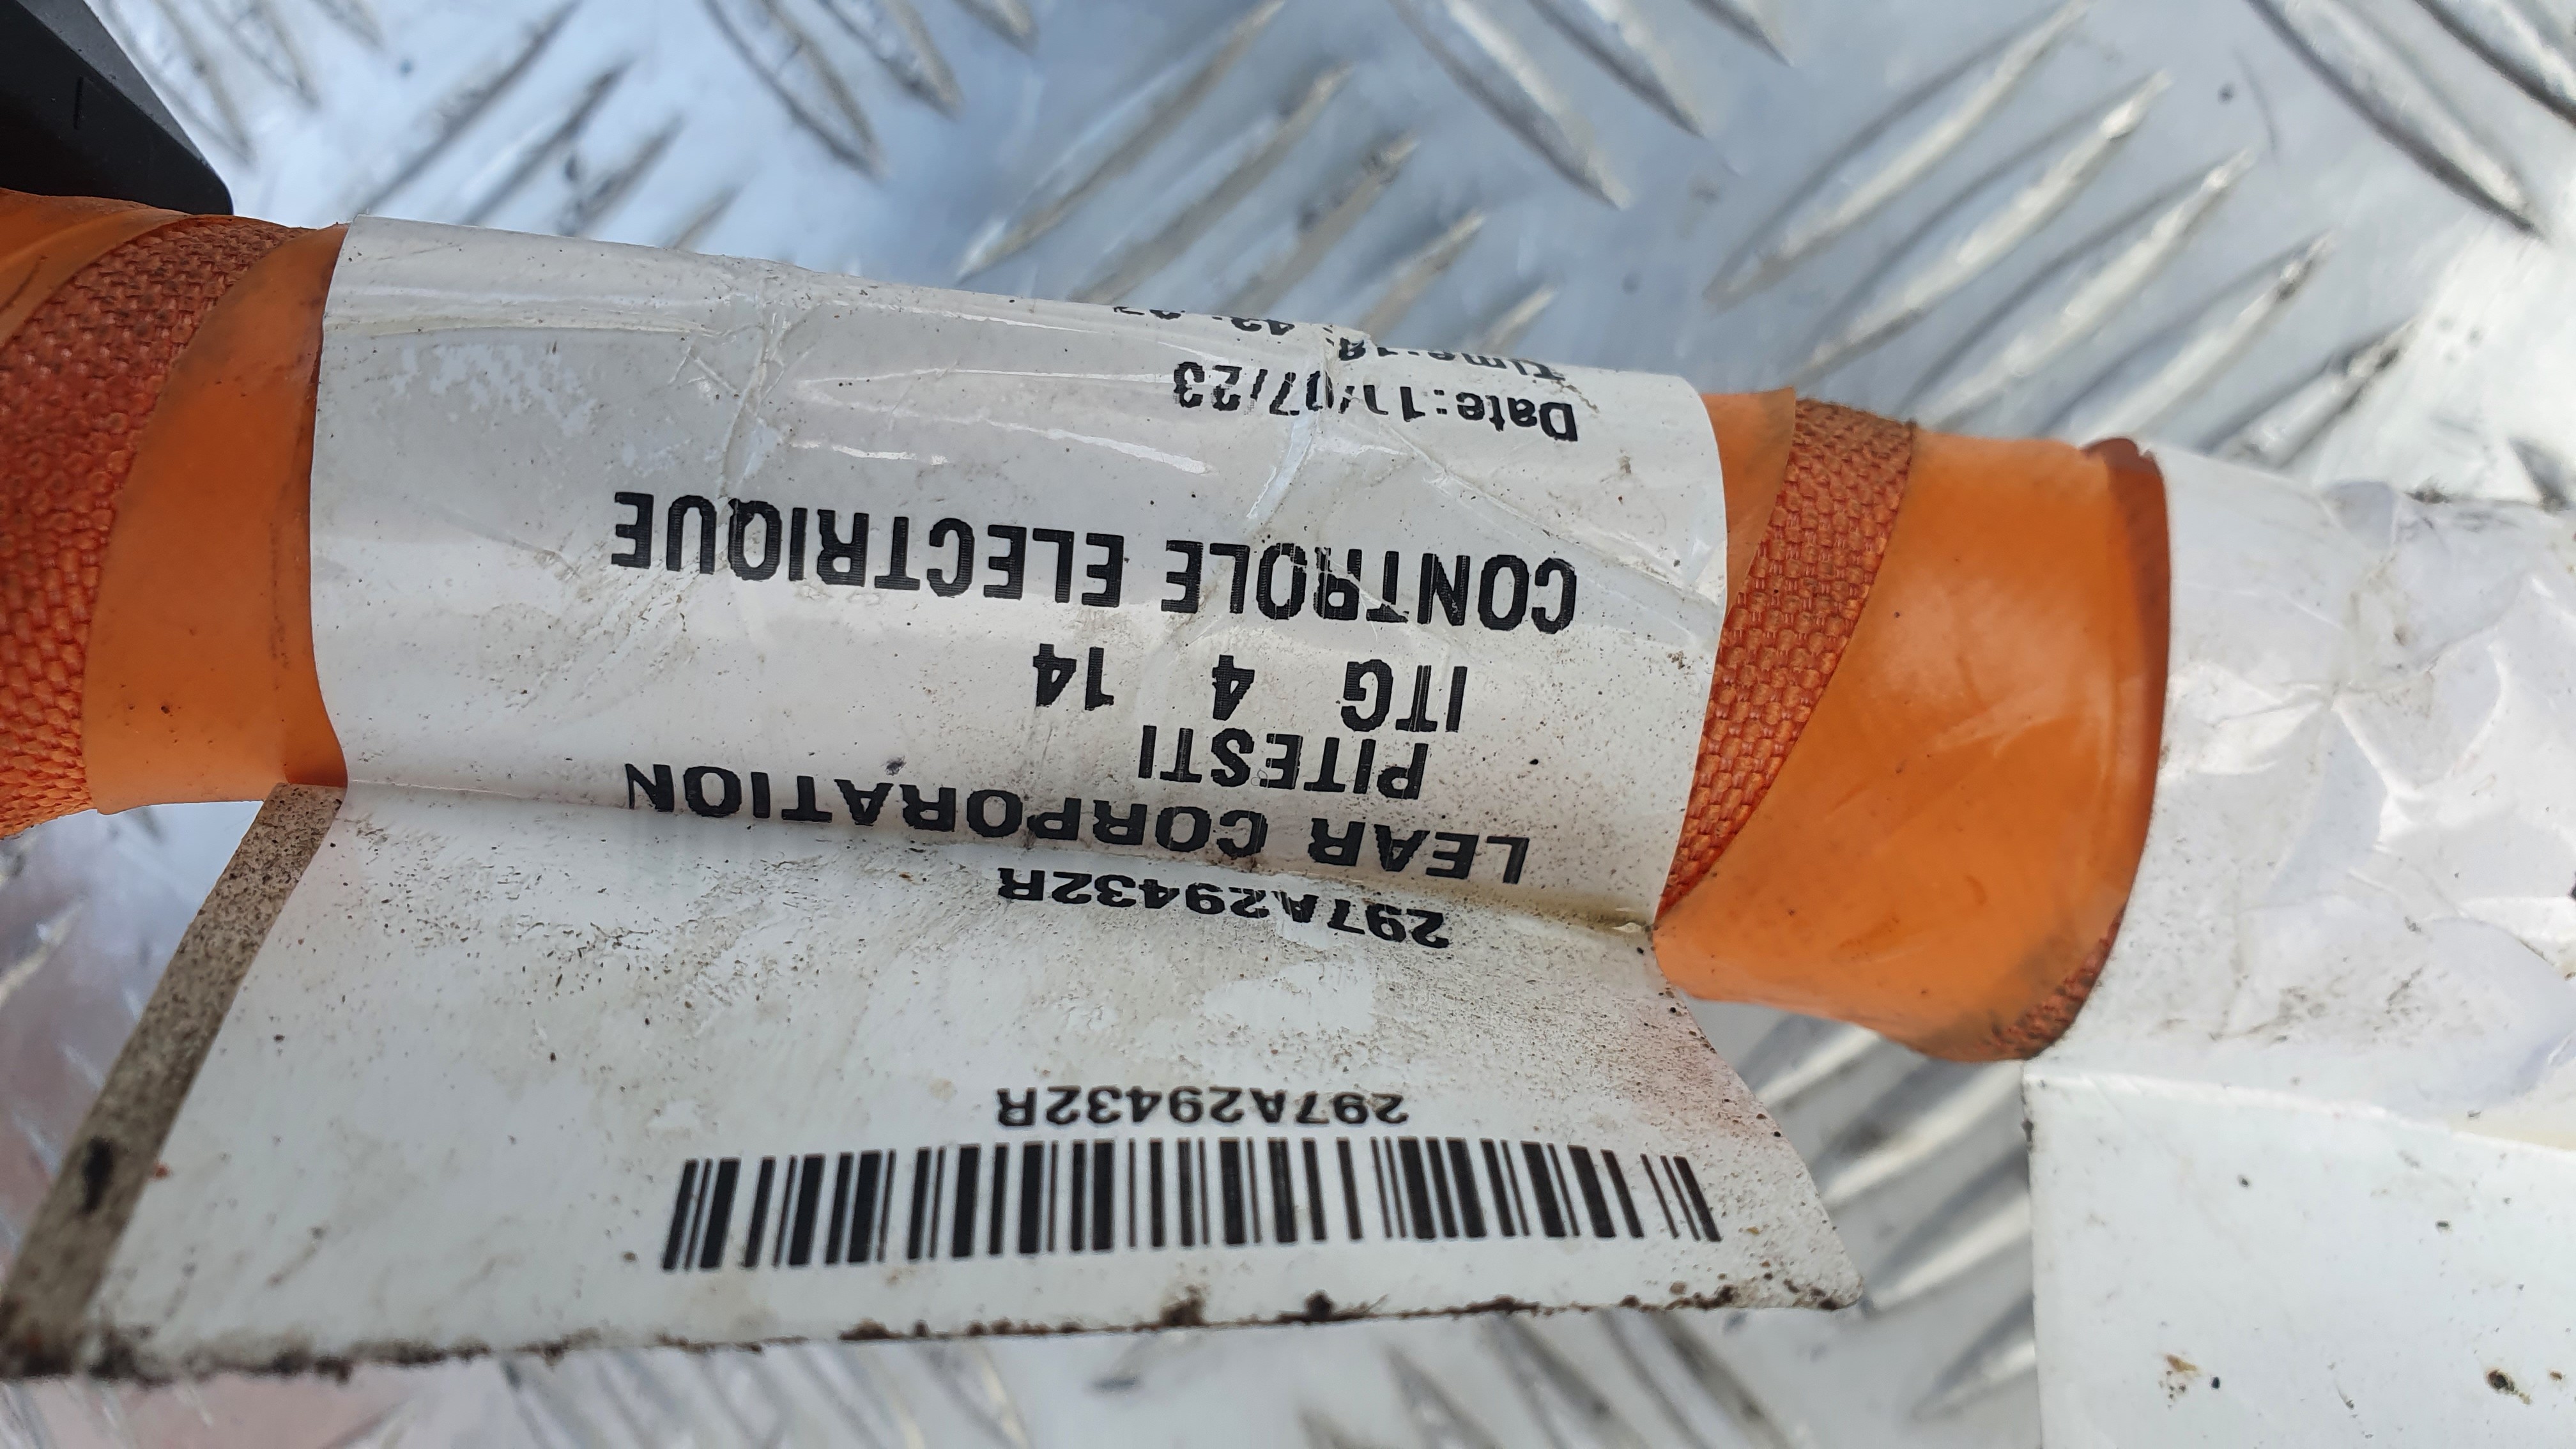 297A29432R
297A29432R
LEAR CORPORATION
PITESTI
ITG 4 14
CONTROLE ELECTRIQUE
Date:11/07/23